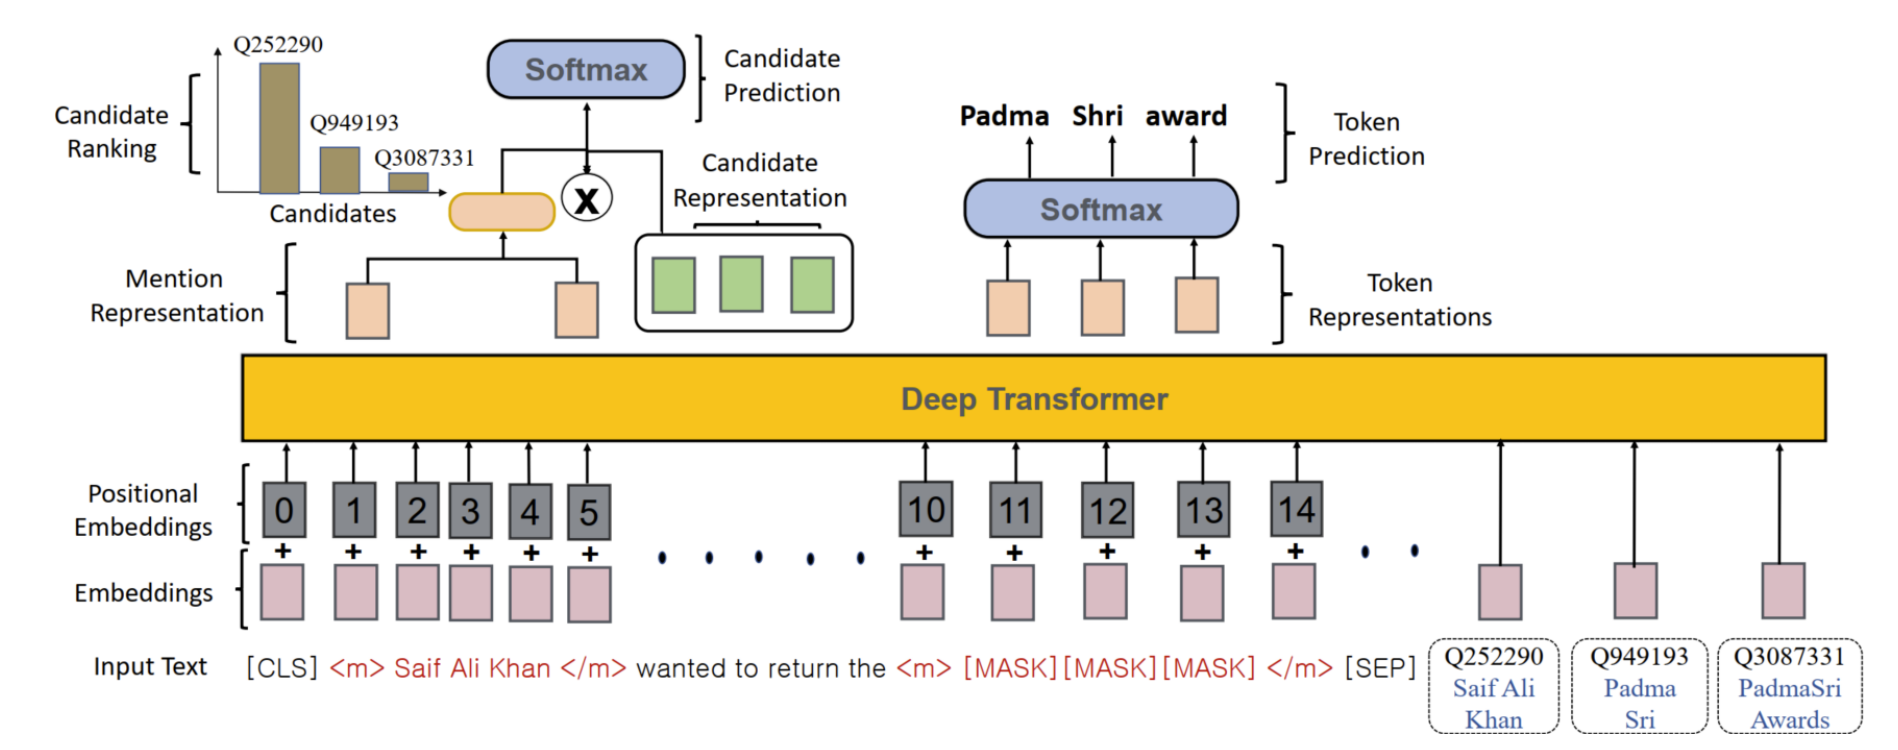 Q252290
Q949193
Q3087331
Candidate
Ranking
Candidates
Softmax
Candidate
Prediction
X
Candidate
Representation
Mention
Representation
Padma Shri award
Softmax
Token
Prediction
Token
Representations
Deep Transformer
Positional
Embeddings
0 1 2 3 4 5 10 11 12 13 14
+ + + + + + + + + + +
Embeddings
Input Text [CLS] <m> Saif Ali Khan </m> wanted to return the <m> [MASK] [MASK] [MASK] </m> [SEP]
Q252290
Saif Ali
Khan
Q949193
Padma
Sri
Q3087331
PadmaSri
Awards